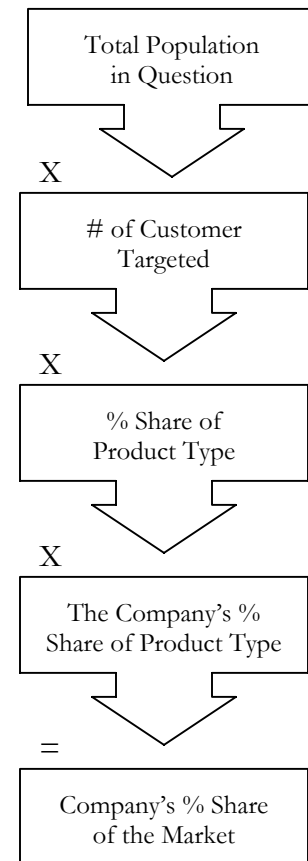 Total Population
in Question
X
# of Customer
Targeted
X
% Share of
Product Type
X
The Company’s %
Share of Product Type
=
Company’s % Share
of the Market